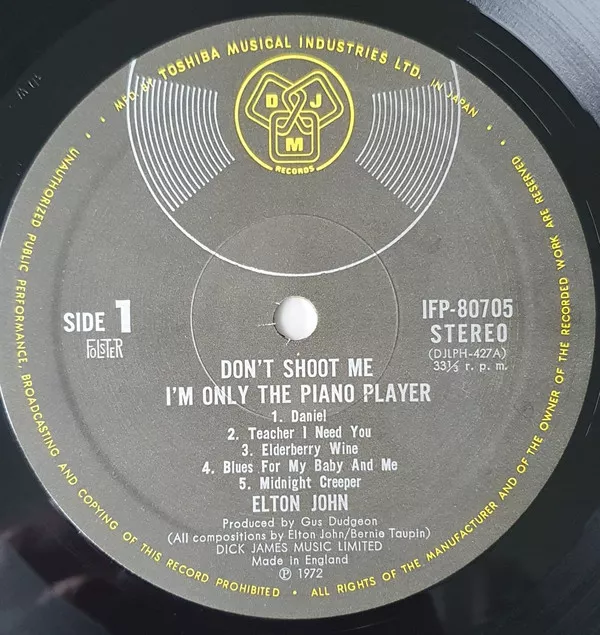 MFD. BY TOSHIBA MUSICAL INDUSTRIES LTD. IN JAPAN
DJM
RECORDS
SIDE 1
FOLSTER
IFP-80705
STEREO
(DJLPH-427A)
33⅓ r. p. m.
DON'T SHOOT ME
I'M ONLY THE PIANO PLAYER
1. Daniel
2. Teacher I Need You
3. Elderberry Wine
4. Blues For My Baby And Me
5. Midnight Creeper
ELTON JOHN
Produced by Gus Dudgeon
(All compositions by Elton John/Bernie Taupin)
DICK JAMES MUSIC LIMITED
Made in England
℗ 1972
UNAUTHORIZED PUBLIC PERFORMANCE, BROADCASTING AND COPYING OF THIS RECORD PROHIBITED • ALL RIGHTS OF THE MANUFACTURER AND OF THE OWNER OF THE RECORDED WORK ARE RESERVED